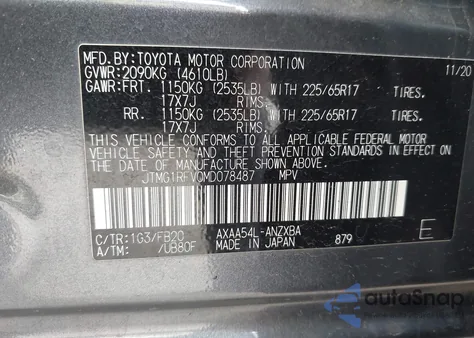 MFD.BY:TOYOTA MOTOR CORPORATION 11/20
GVWR:2090KG (4610LB)
GAWR:FRT. 1150KG (2535LB) WITH 225/65R17 TIRES.
17X7J RIMS.
RR. 1150KG (2535LB) WITH 225/65R17 TIRES.
17X7J RIMS.
THIS VEHICLE CONFORMS TO ALL APPLICABLE FEDERAL MOTOR
VEHICLE SAFETY AND THEFT PREVENTION STANDARDS IN EFFECT ON
THE DATE OF MANUFACTURE SHOWN ABOVE.
JTMG1RFV0MD078487 MPV
C/TR:1G3/FB20 AXAA54L-ANZXBA
A/TM: /UB80F MADE IN JAPAN 879 E
autoSnap